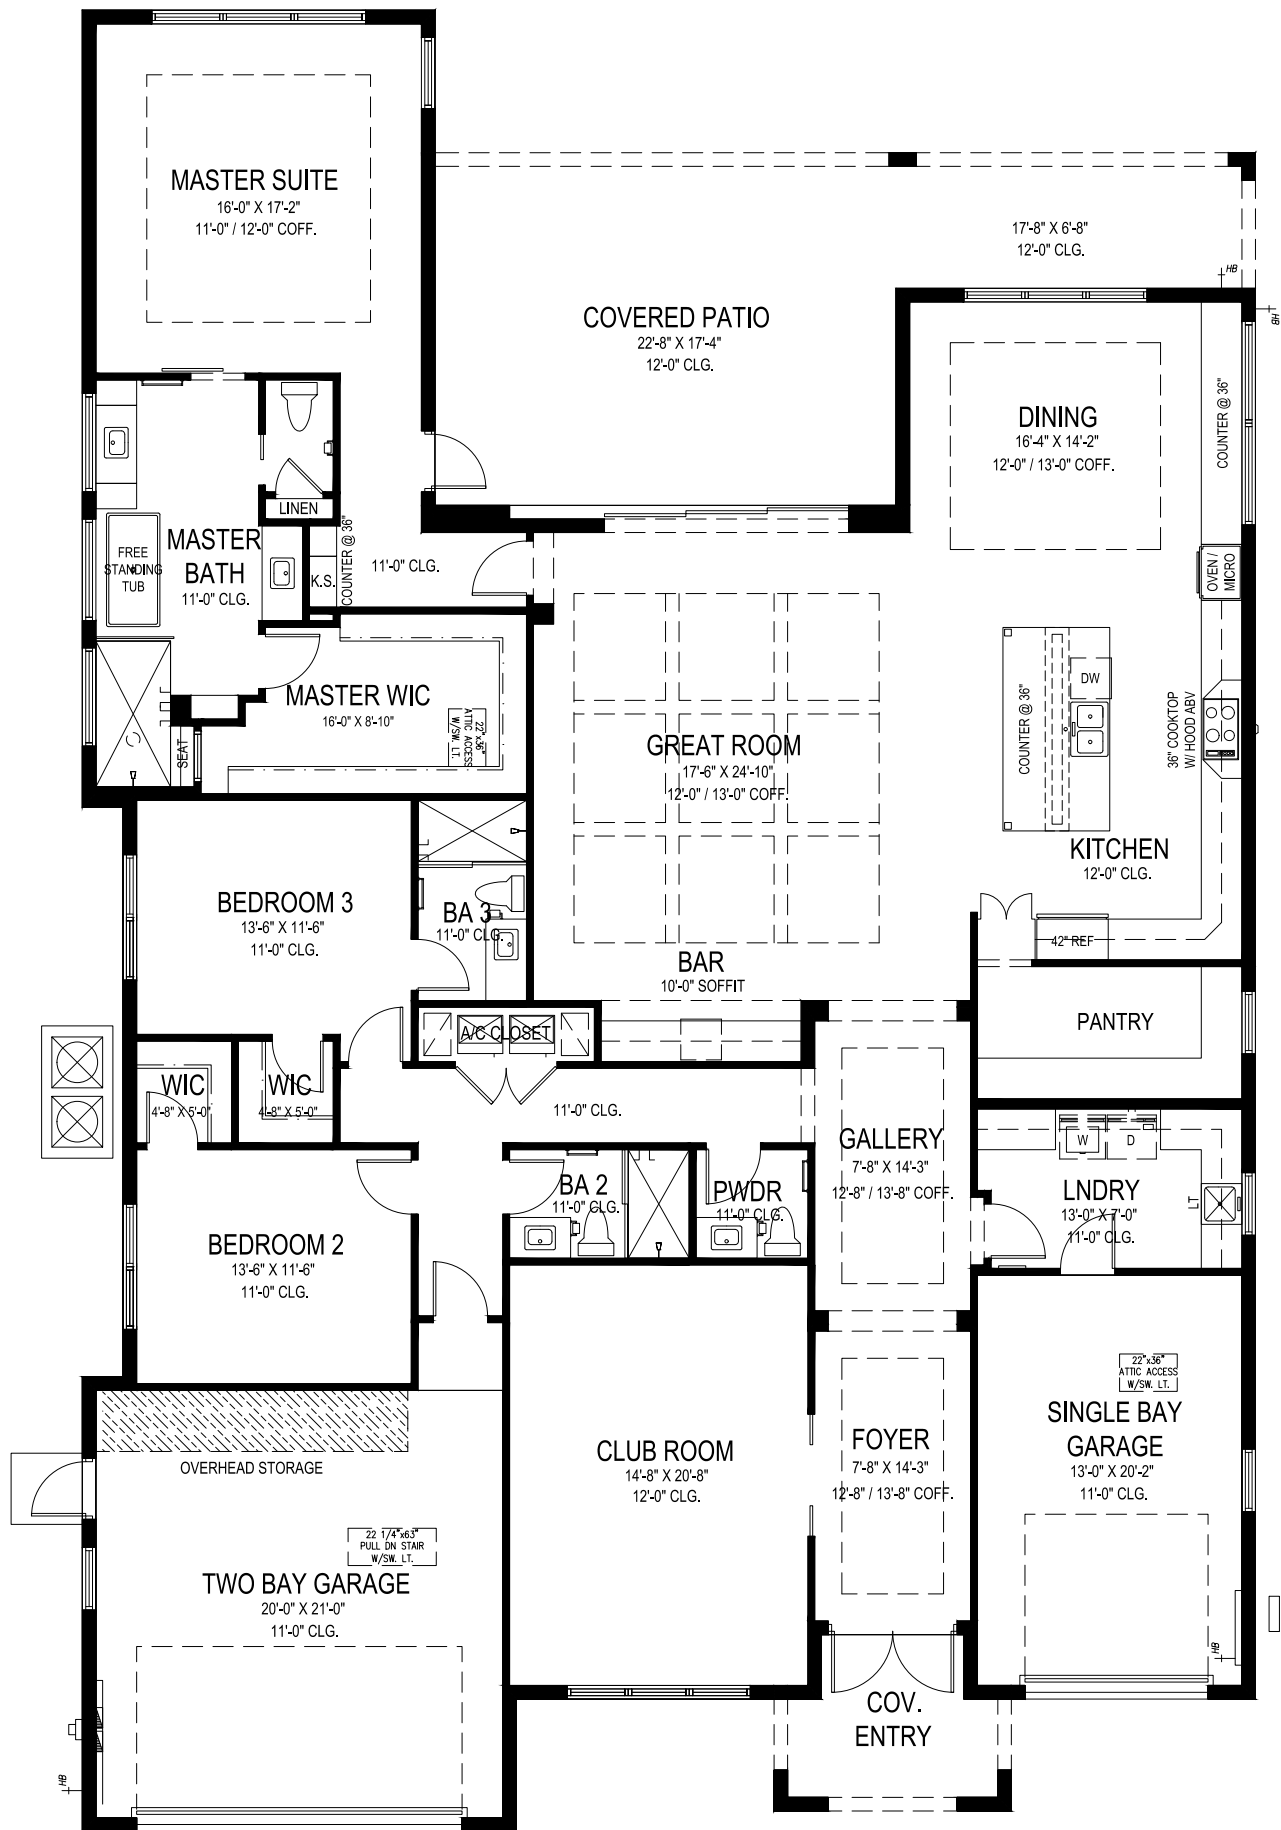 MASTER SUITE
16'-0" X 17'-2"
11'-0" / 12'-0" COFF.
17'-8" X 6'-8"
12'-0" CLG.
HB
HB
COVERED PATIO
22'-8" X 17'-4"
12'-0" CLG.
DINING
16'-4" X 14'-2"
12'-0" / 13'-0" COFF.
COUNTER @ 36"
LINEN
MASTER
BATH
11'-0" CLG.
FREE
STANDING
TUB
K.S.
COUNTER @ 36"
11'-0" CLG.
OVEN /
MICRO
MASTER WIC
16'-0" X 8'-10"
22"x36"
ATTIC ACCESS
W/SW. LT.
SEAT
GREAT ROOM
17'-6" X 24'-10"
12'-0" / 13'-0" COFF.
COUNTER @ 36"
DW
36" COOKTOP
W/ HOOD ABV
KITCHEN
12'-0" CLG.
42" REF
BEDROOM 3
13'-6" X 11'-6"
11'-0" CLG.
BA 3
11'-0" CLG.
BAR
10'-0" SOFFIT
A/C CLOSET
PANTRY
WIC
4'-8" X 5'-0"
WIC
4'-8" X 5'-0"
11'-0" CLG.
GALLERY
7'-8" X 14'-3"
12'-8" / 13'-8" COFF.
W
D
LNDRY
13'-0" X 7'-0"
11'-0" CLG.
LT
BA 2
11'-0" CLG.
PWDR
11'-0" CLG.
BEDROOM 2
13'-6" X 11'-6"
11'-0" CLG.
22"x36"
ATTIC ACCESS
W/SW. LT.
SINGLE BAY
GARAGE
13'-0" X 20'-2"
11'-0" CLG.
HB
OVERHEAD STORAGE
CLUB ROOM
14'-8" X 20'-8"
12'-0" CLG.
FOYER
7'-8" X 14'-3"
12'-8" / 13'-8" COFF.
22 1/4"x63"
PULL DN STAIR
W/SW. LT.
TWO BAY GARAGE
20'-0" X 21'-0"
11'-0" CLG.
HB
COV.
ENTRY